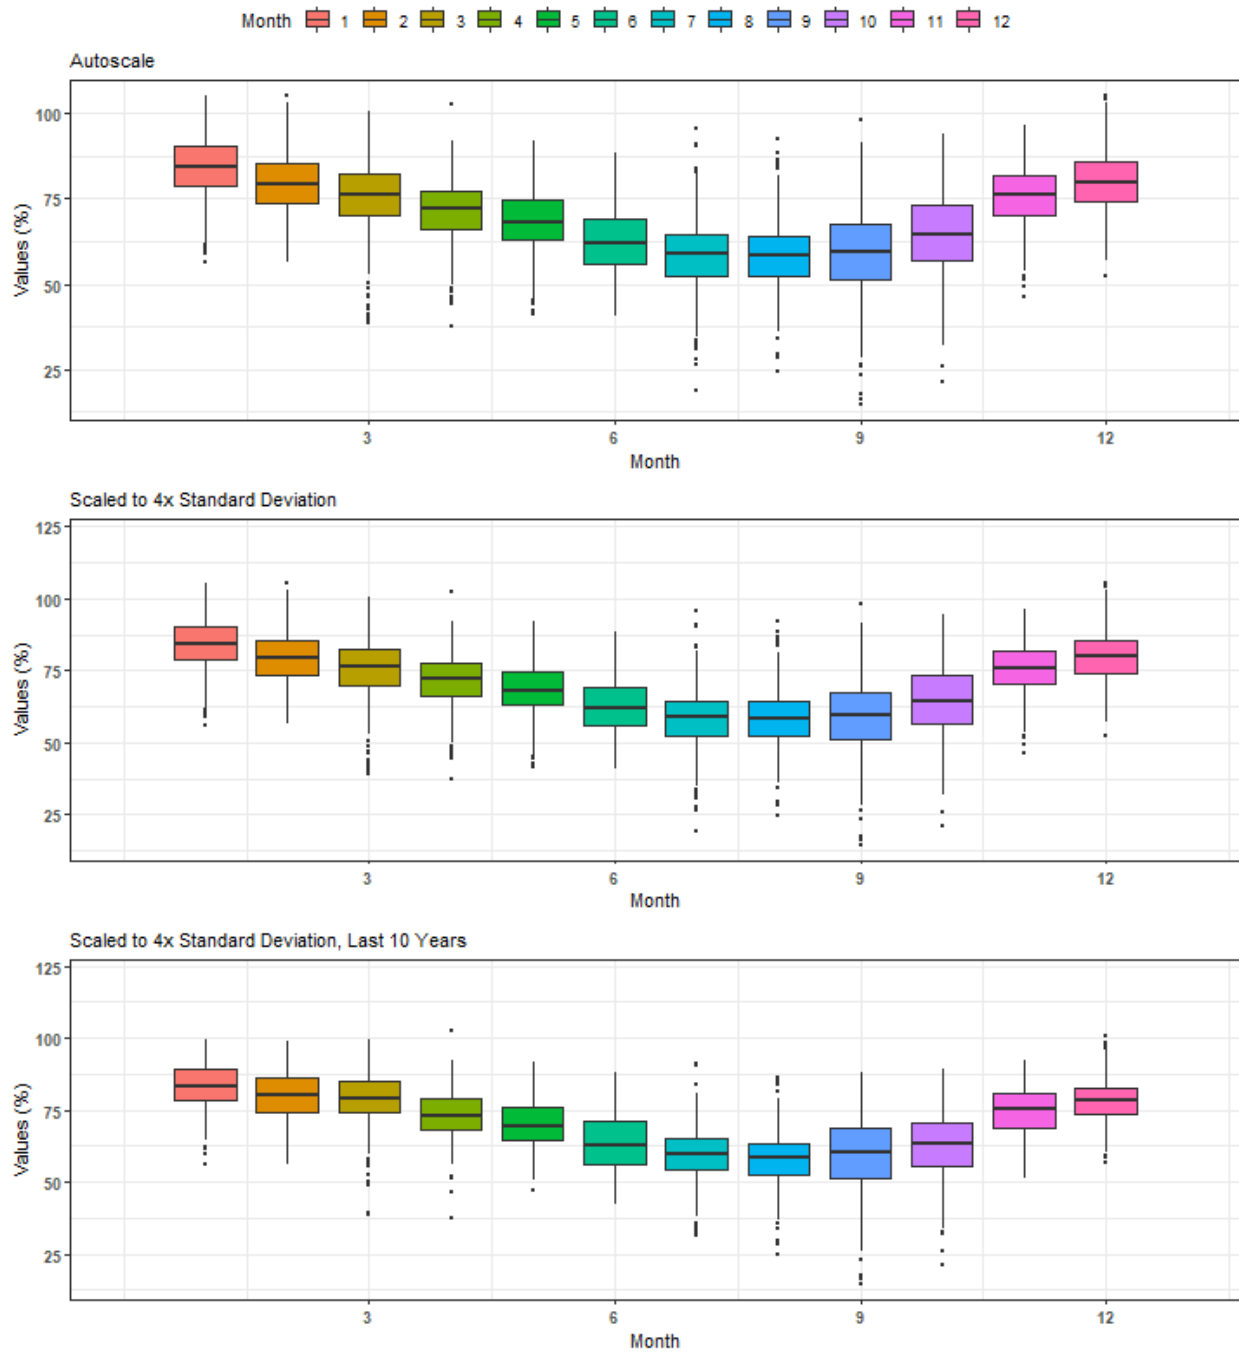 Month 1 2 3 4 5 6 7 8 9 10 11 12
Autoscale
100
75
50
25
Values (%)
3 6 9 12
Month
Scaled to 4x Standard Deviation
125
100
75
50
25
Values (%)
3 6 9 12
Month
Scaled to 4x Standard Deviation, Last 10 Years
125
100
75
50
25
Values (%)
3 6 9 12
Month